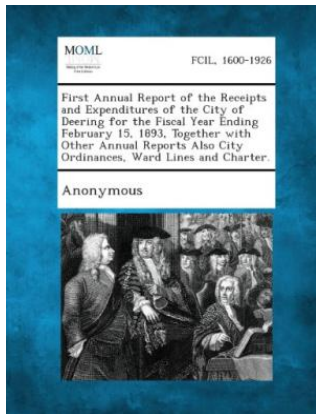 MOML
FCIL, 1600-1926
First Annual Report of the Receipts
and Expenditures of the City of
Deering for the Fiscal Year Ending
February 15, 1893, Together with
Other Annual Reports Also City
Ordinances, Ward Lines and Charter.
Anonymous